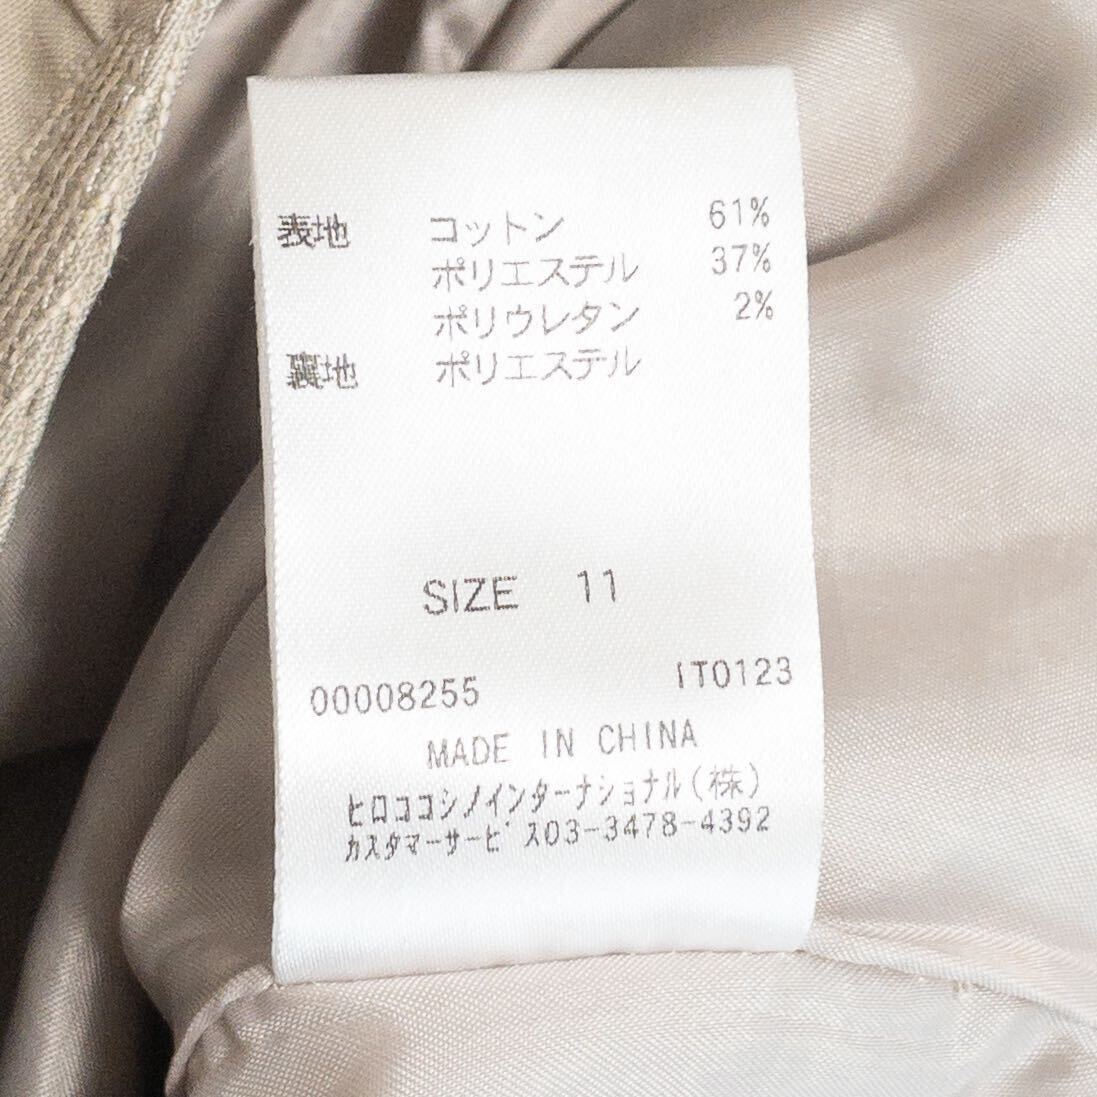 表地 コットン 61%
ポリエステル 37%
ポリウレタン 2%
裏地 ポリエステル
SIZE 11
00008255 IT0123
MADE IN CHINA
ヒロココシノインターナショナル(株)
カスタマーサービス03-3478-4392